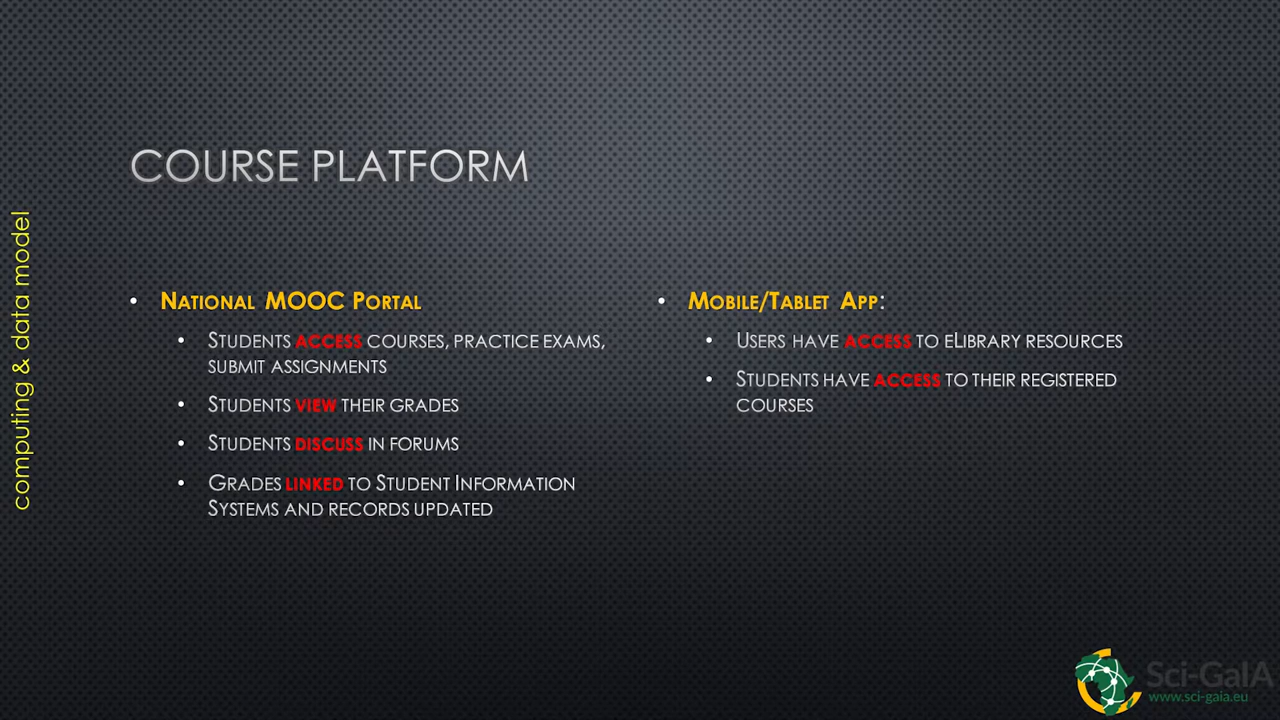 COURSE PLATFORM
computing & data model
• NATIONAL MOOC PORTAL
• STUDENTS ACCESS COURSES, PRACTICE EXAMS,
SUBMIT ASSIGNMENTS
• STUDENTS VIEW THEIR GRADES
• STUDENTS DISCUSS IN FORUMS
• GRADES LINKED TO STUDENT INFORMATION
SYSTEMS AND RECORDS UPDATED
• MOBILE/TABLET APP:
• USERS HAVE ACCESS TO ELIBRARY RESOURCES
• STUDENTS HAVE ACCESS TO THEIR REGISTERED
COURSES
Sci-GaIA
www.sci-gaia.eu